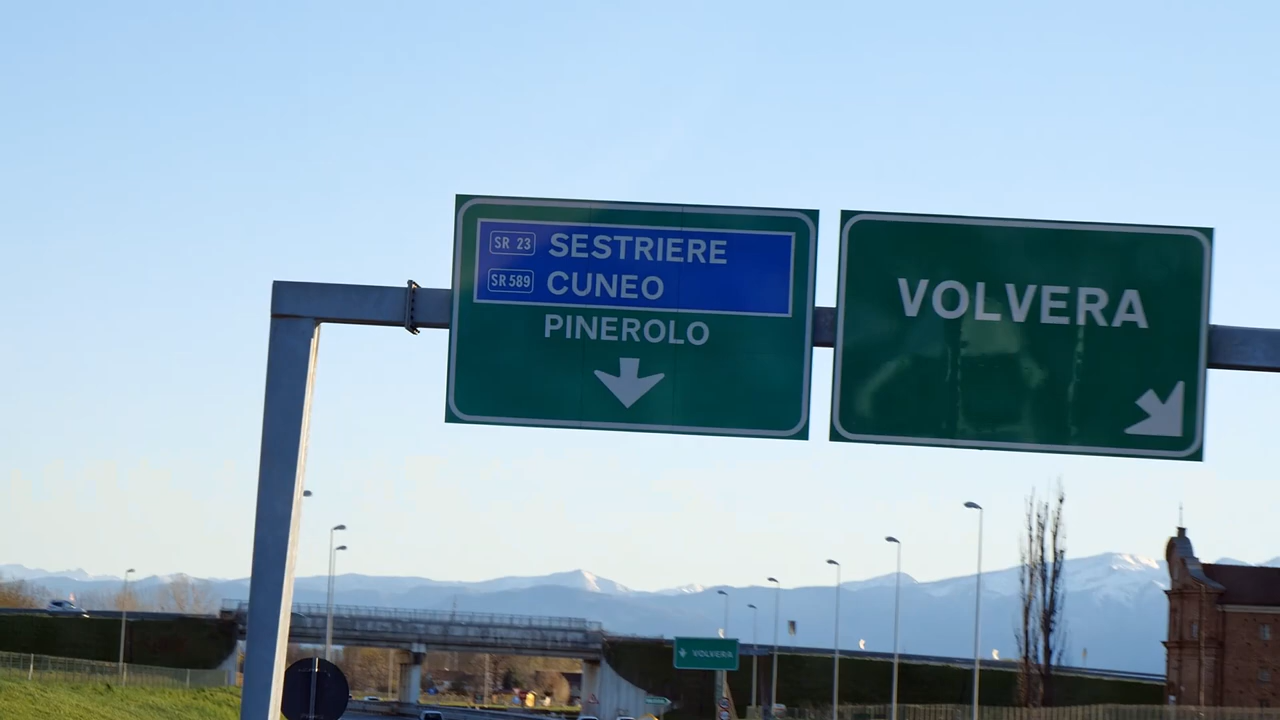 SR 23 SESTRIERE
SR 589 CUNEO
PINEROLO
VOLVERA
VOLVERA